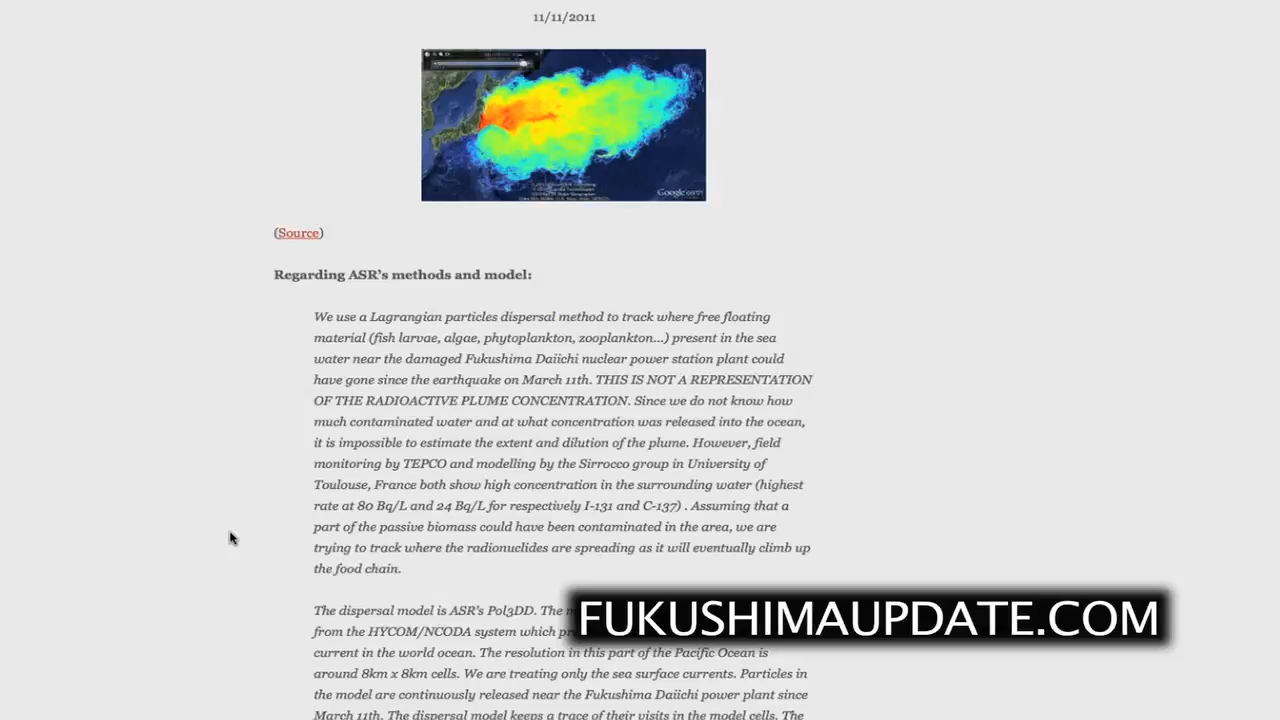 11/11/2011
Google earth
(Source)
Regarding ASR's methods and model:
We use a Lagrangian particles dispersal method to track where free floating
material (fish larvae, algae, phytoplankton, zooplankton...) present in the sea
water near the damaged Fukushima Daiichi nuclear power station plant could
have gone since the earthquake on March 11th. THIS IS NOT A REPRESENTATION
OF THE RADIOACTIVE PLUME CONCENTRATION. Since we do not know how
much contaminated water and at what concentration was released into the ocean,
it is impossible to estimate the extent and dilution of the plume. However, field
monitoring by TEPCO and modelling by the Sirrocco group in University of
Toulouse, France both show high concentration in the surrounding water (highest
rate at 80 Bq/L and 24 Bq/L for respectively I-131 and C-137) . Assuming that a
part of the passive biomass could have been contaminated in the area, we are
trying to track where the radionuclides are spreading as it will eventually climb up
the food chain.
The dispersal model is ASR's Pol3DD. The
from the HYCOM/NCODA system which
FUKUSHIMAUPDATE.COM
current in the world ocean. The resolution in this part of the Pacific Ocean is
around 8km x 8km cells. We are treating only the sea surface currents. Particles in
the model are continuously released near the Fukushima Daiichi power plant since
March 11th. The dispersal model keeps a trace of their visits in the model cells. The